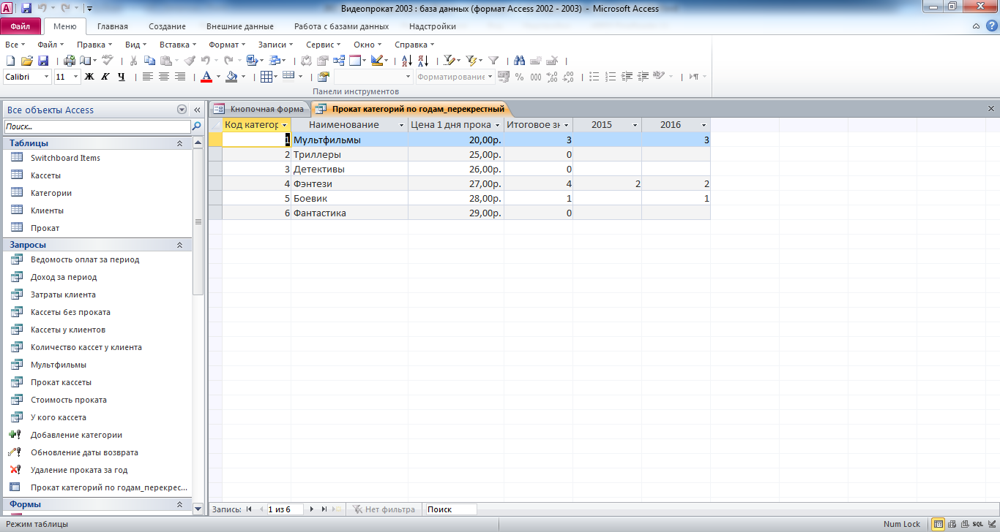 Видеопрокат 2003 : база данных (формат Access 2002 - 2003) - Microsoft Access
Файл Меню Главная Создание Внешние данные Работа с базами данных Надстройки
Все Файл Правка Вид Вставка Формат Записи Сервис Окно Справка
Calibri 11 Ж К Ч Форматирование
Панели инструментов
Все объекты Access
Поиск...
Таблицы
Switchboard Items
Кассеты
Категории
Клиенты
Прокат
Запросы
Ведомость оплат за период
Доход за период
Затраты клиента
Кассеты без проката
Кассеты у клиентов
Количество кассет у клиента
Мультфильмы
Прокат кассеты
Стоимость проката
У кого кассета
Добавление категории
Обновление даты возврата
Удаление проката за год
Прокат категорий по годам_перекрес...
Формы
Кнопочная форма Прокат категорий по годам_перекрестный
Код категор Наименование Цена 1 дня прока Итоговое зн 2015 2016
1 Мультфильмы 20,00р. 3 3
2 Триллеры 25,00р. 0
3 Детективы 26,00р. 0
4 Фэнтези 27,00р. 4 2 2
5 Боевик 28,00р. 1 1
6 Фантастика 29,00р. 0
Запись: 1 из 6 Нет фильтра Поиск
Режим таблицы Num Lock SQL